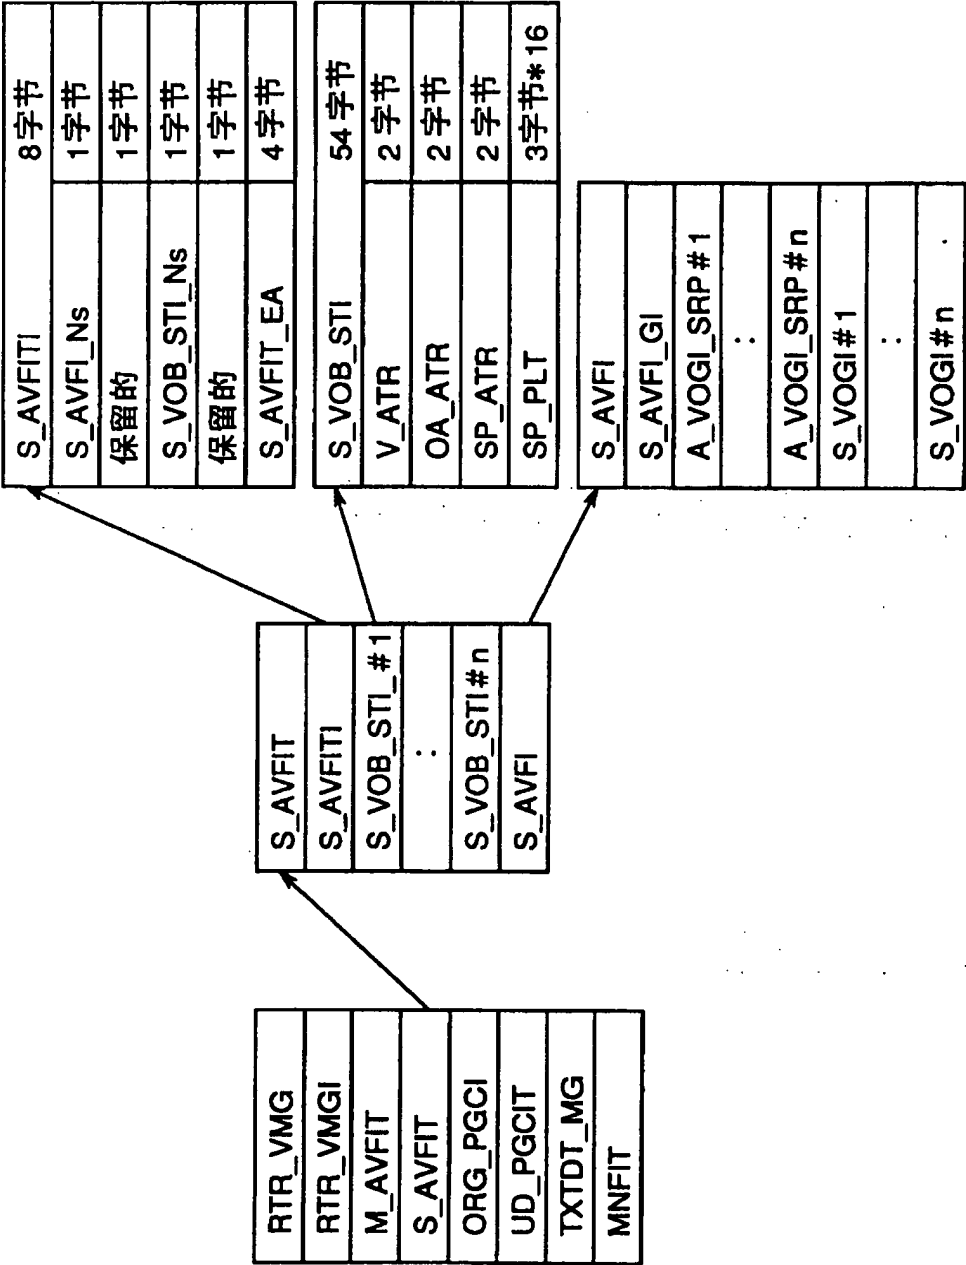 RTR_VMG
RTR_VMGI
M_AVFIT
S_AVFIT
ORG_PGCI
UD_PGCIT
TXTDT_MG
MNFIT
S_AVFIT
S_AVFITI
S_VOB_STI_#1
:
S_VOB_STI#n
S_AVFI
S_AVFITI 8字节
S_AVFI_Ns 1字节
保留的 1字节
S_VOB_STI_Ns 1字节
保留的 1字节
S_AVFIT_EA 4字节
S_VOB_STI 54字节
V_ATR 2字节
OA_ATR 2字节
SP_ATR 2字节
SP_PLT 3字节*16
S_AVFI
S_AVFI_GI
A_VOGI_SRP#1
:
A_VOGI_SRP#n
S_VOGI#1
:
S_VOGI#n